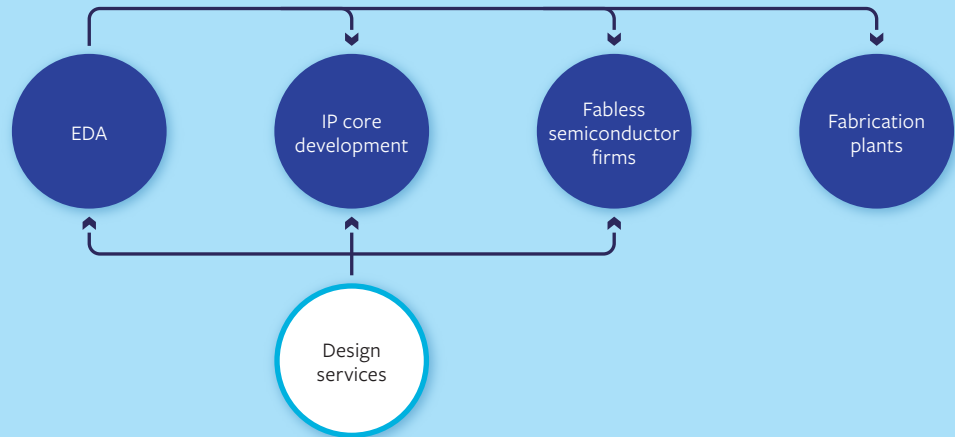 EDA
IP core
development
Fabless
semiconductor
firms
Fabrication
plants
Design
services